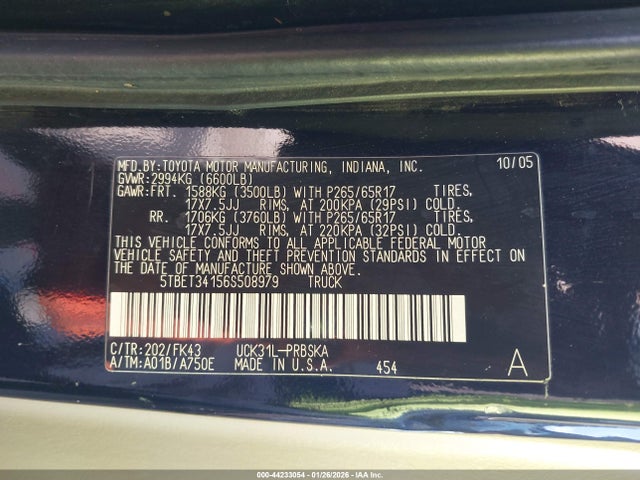 MFD.BY:TOYOTA MOTOR MANUFACTURING, INDIANA, INC. 10/05
GVWR:2994KG (6600LB)
GAWR:FRT. 1588KG (3500LB) WITH P265/65R17 TIRES,
17X7.5JJ RIMS, AT 200KPA (29PSI) COLD.
RR. 1706KG (3760LB) WITH P265/65R17 TIRES,
17X7.5JJ RIMS, AT 220KPA (32PSI) COLD.
THIS VEHICLE CONFORMS TO ALL APPLICABLE FEDERAL MOTOR
VEHICLE SAFETY AND THEFT PREVENTION STANDARDS IN EFFECT ON
THE DATE OF MANUFACTURE SHOWN ABOVE.
5TBET34156S508979 TRUCK
C/TR:202/FK43 UCK31L-PRBSKA
A/TM:A01B/A750E MADE IN U.S.A. 454 A
000-44233054 | 01/26/2026 - IAA Inc.